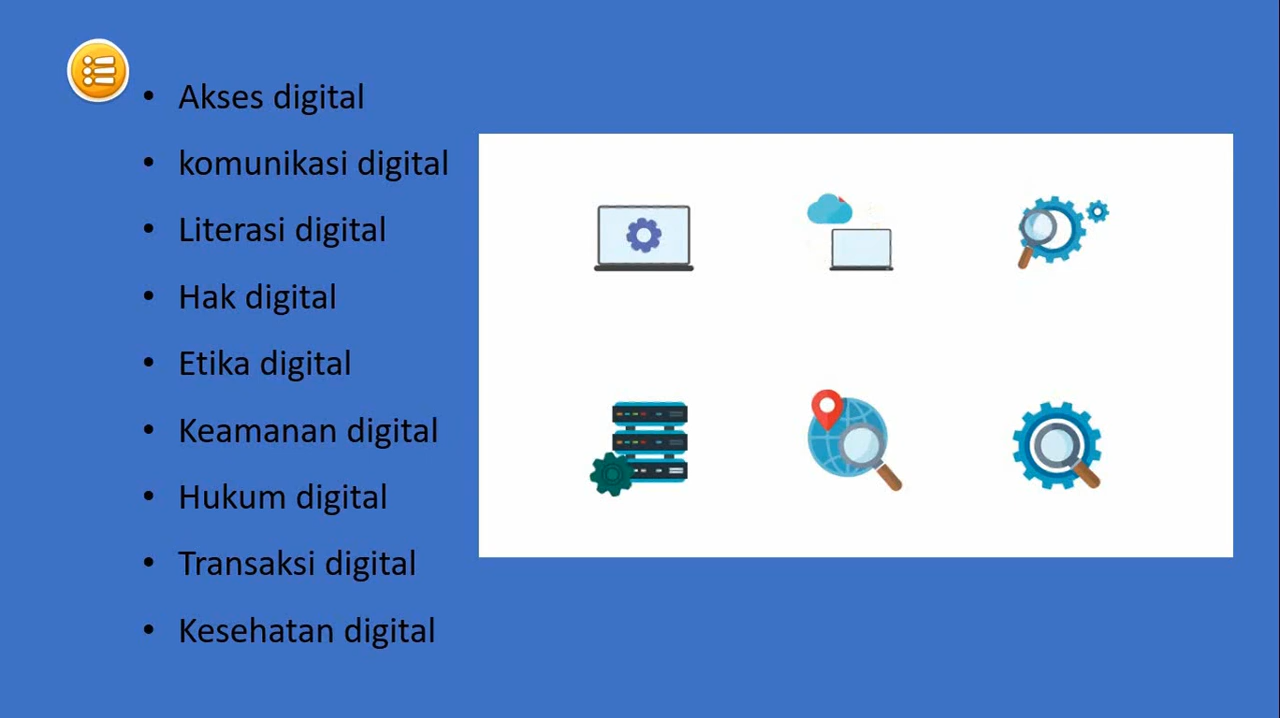 • Akses digital
• komunikasi digital
• Literasi digital
• Hak digital
• Etika digital
• Keamanan digital
• Hukum digital
• Transaksi digital
• Kesehatan digital